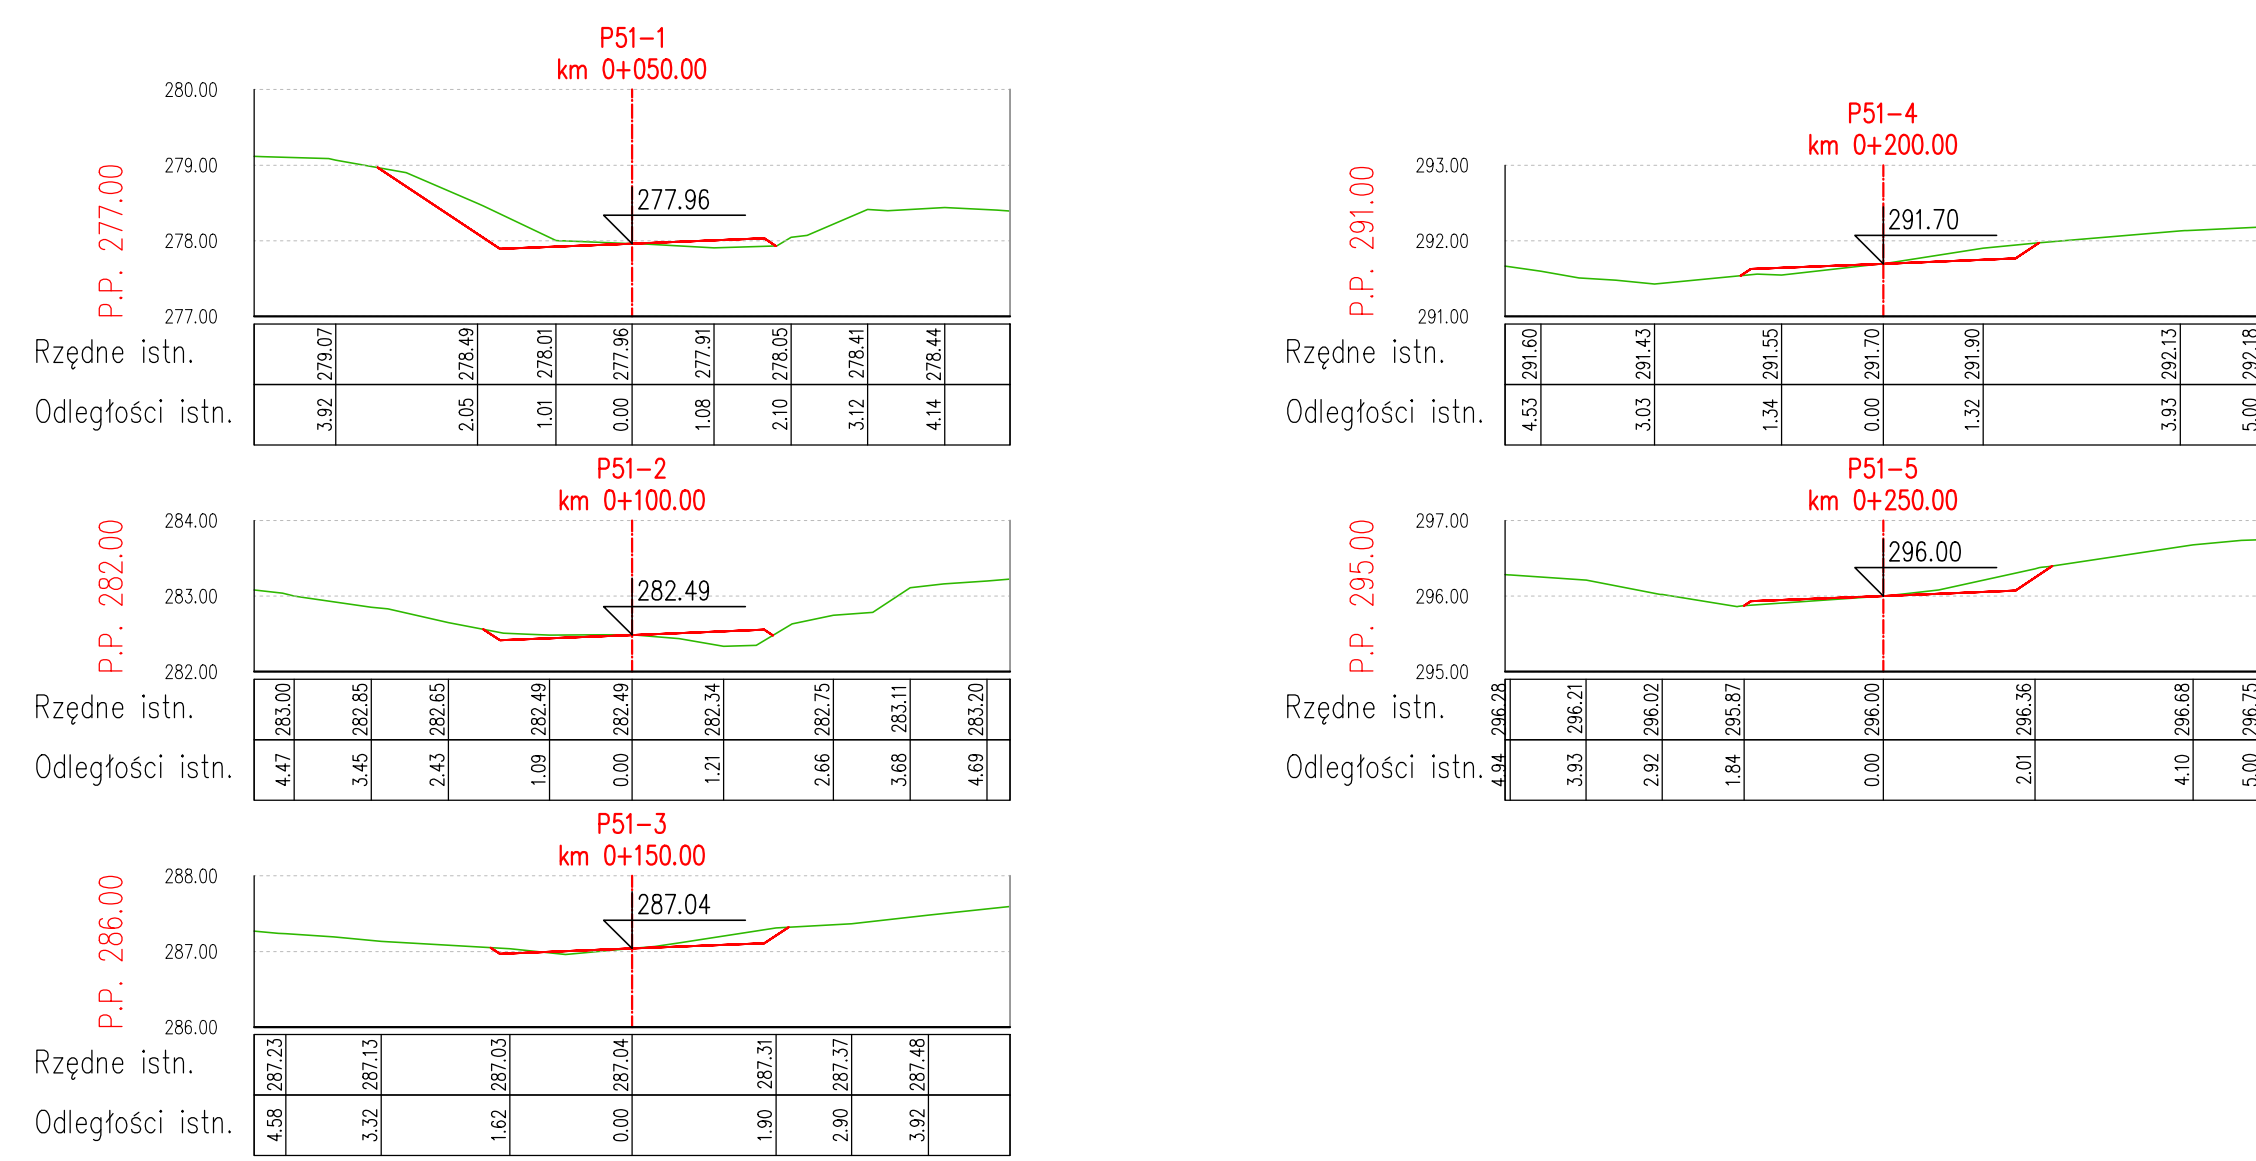 P51-1
km 0+050.00
280.00
279.00
278.00
277.00
P.P. 277.00
277.96
Rzędne istn.
279.07 278.49 278.01 277.96 277.91 278.05 278.41 278.44
Odległości istn.
3.92 2.05 1.01 0.00 1.08 2.10 3.12 4.14
P51-2
km 0+100.00
284.00
283.00
282.00
P.P. 282.00
282.49
Rzędne istn.
283.00 282.85 282.65 282.49 282.49 282.34 282.75 283.11 283.20
Odległości istn.
4.47 3.45 2.43 1.09 0.00 1.21 2.66 3.68 4.69
P51-3
km 0+150.00
288.00
287.00
286.00
P.P. 286.00
287.04
Rzędne istn.
287.23 287.13 287.03 287.04 287.31 287.37 287.48
Odległości istn.
4.58 3.32 1.62 0.00 1.90 2.90 3.92
P51-4
km 0+200.00
293.00
292.00
291.00
P.P. 291.00
291.70
Rzędne istn.
291.60 291.43 291.55 291.70 291.90 292.13 292.18
Odległości istn.
4.53 3.03 1.34 0.00 1.32 3.93 5.00
P51-5
km 0+250.00
297.00
296.00
295.00
P.P. 295.00
296.00
Rzędne istn.
296.28 296.21 296.02 295.87 296.00 296.36 296.68 296.75
Odległości istn.
4.94 3.93 2.92 1.84 0.00 2.01 4.10 5.00